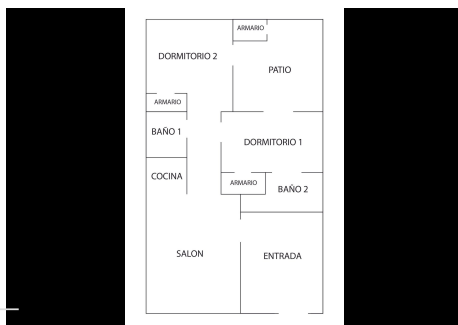 ARMARIO
DORMITORIO 2
PATIO
ARMARIO
BAÑO 1
DORMITORIO 1
COCINA
ARMARIO
BAÑO 2
SALON
ENTRADA